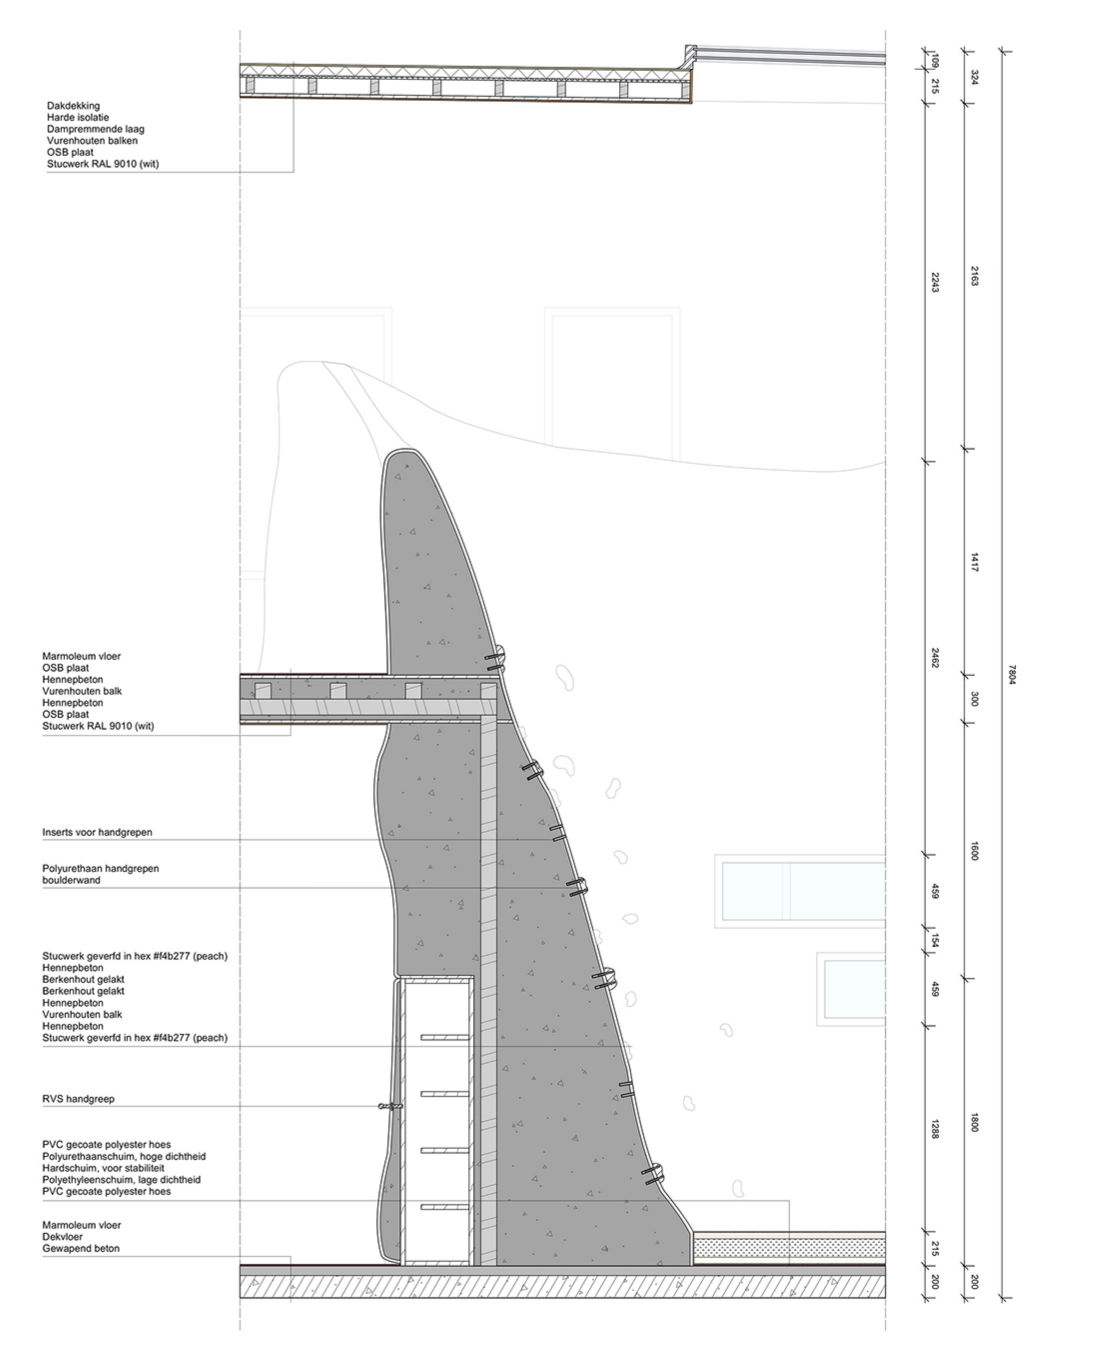 Dakdekking
Harde isolatie
Dampremmende laag
Vurenhouten balken
OSB plaat
Stucwerk RAL 9010 (wit)
Marmoleum vloer
OSB plaat
Hennepbeton
Vurenhouten balk
Hennepbeton
OSB plaat
Stucwerk RAL 9010 (wit)
Inserts voor handgrepen
Polyurethaan handgrepen
boulderwand
Stucwerk geverfd in hex #f4b277 (peach)
Hennepbeton
Berkenhout gelakt
Berkenhout gelakt
Hennepbeton
Vurenhouten balk
Hennepbeton
Stucwerk geverfd in hex #f4b277 (peach)
RVS handgreep
PVC gecoate polyester hoes
Polyurethaanschuim, hoge dichtheid
Hardschuim, voor stabiliteit
Polyethyleenschuim, lage dichtheid
PVC gecoate polyester hoes
Marmoleum vloer
Dekvloer
Gewapend beton
109
215
2243
2462
459
154
459
1288
215
200
324
2163
1417
300
1600
1800
200
7804